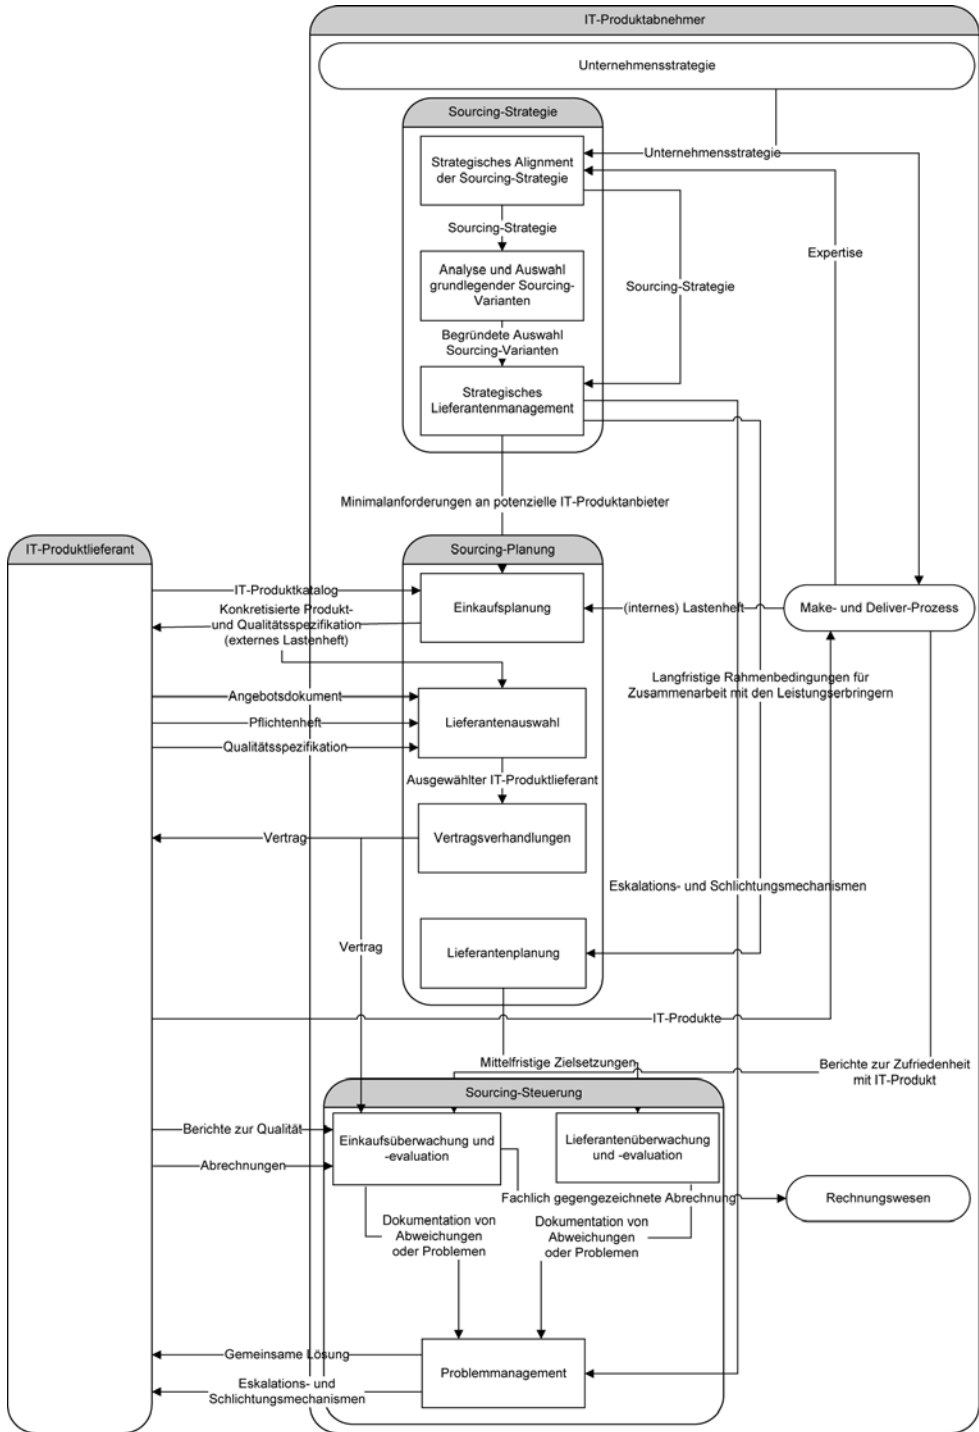 IT-Produktabnehmer
Unternehmensstrategie
Sourcing-Strategie
Strategisches Alignment
der Sourcing-Strategie
Unternehmensstrategie
Sourcing-Strategie
Expertise
Analyse und Auswahl
grundlegender Sourcing-
Varianten
Sourcing-Strategie
Begründete Auswahl
Sourcing-Varianten
Strategisches
Lieferantenmanagement
Minimalanforderungen an potenzielle IT-Produktanbieter
IT-Produktlieferant
Sourcing-Planung
IT-Produktkatalog
Einkaufsplanung
(internes) Lastenheft
Make- und Deliver-Prozess
Konkretisierte Produkt-
und Qualitätsspezifikation
(externes Lastenheft)
Langfristige Rahmenbedingungen für
Zusammenarbeit mit den Leistungserbringern
Angebotsdokument
Pflichtenheft
Qualitätsspezifikation
Lieferantenauswahl
Ausgewählter IT-Produktlieferant
Vertrag
Vertragsverhandlungen
Eskalations- und Schlichtungsmechanismen
Vertrag
Lieferantenplanung
IT-Produkte
Mittelfristige Zielsetzungen
Berichte zur Zufriedenheit
mit IT-Produkt
Sourcing-Steuerung
Berichte zur Qualität
Abrechnungen
Einkaufsüberwachung und
-evaluation
Lieferantenüberwachung
und -evaluation
Fachlich gegengezeichnete Abrechnung
Rechnungswesen
Dokumentation von
Abweichungen
oder Problemen
Dokumentation von
Abweichungen
oder Problemen
Gemeinsame Lösung
Problemmanagement
Eskalations- und
Schlichtungsmechanismen